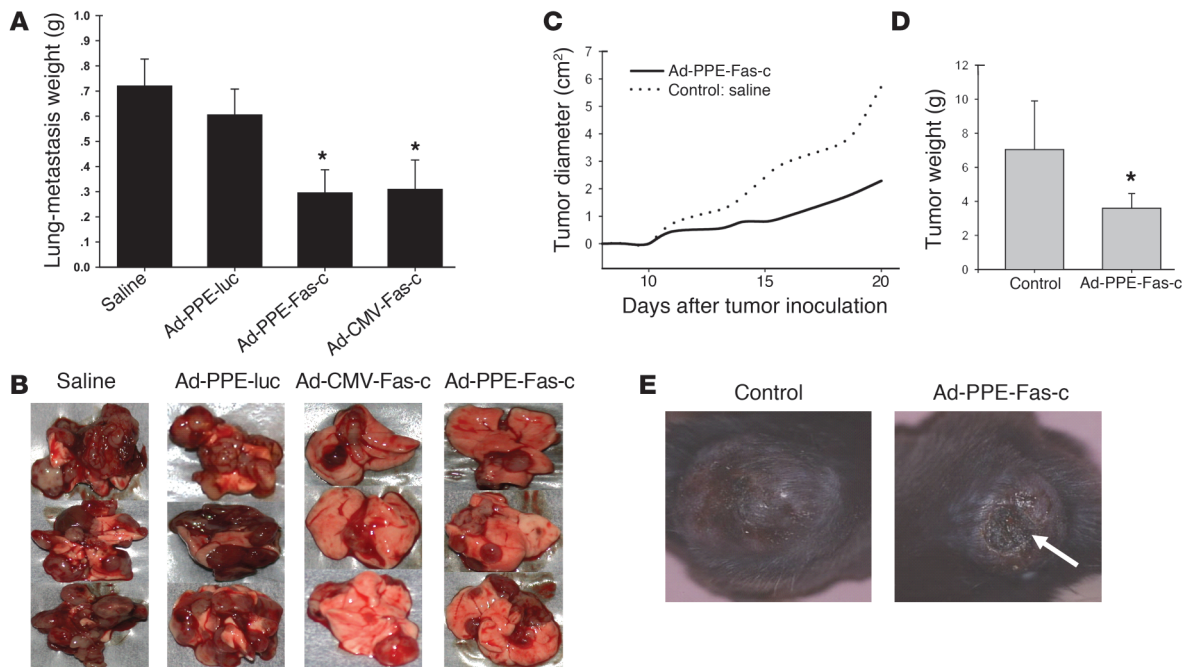 A
Lung-metastasis weight (g)
1.0
.9
.8
.7
.6
.5
.4
0.3
.2
.1
0.0
*
*
Saline
Ad-PPE-luc
Ad-PPE-Fas-c
Ad-CMV-Fas-c
C
Tumor diameter (cm²)
7
6
5
4
3
2
1
0
Ad-PPE-Fas-c
Control: saline
10
15
20
Days after tumor inoculation
D
Tumor weight (g)
12
10
8
6
4
2
0
*
Control
Ad-PPE-Fas-c
B
Saline
Ad-PPE-luc
Ad-CMV-Fas-c
Ad-PPE-Fas-c
E
Control
Ad-PPE-Fas-c